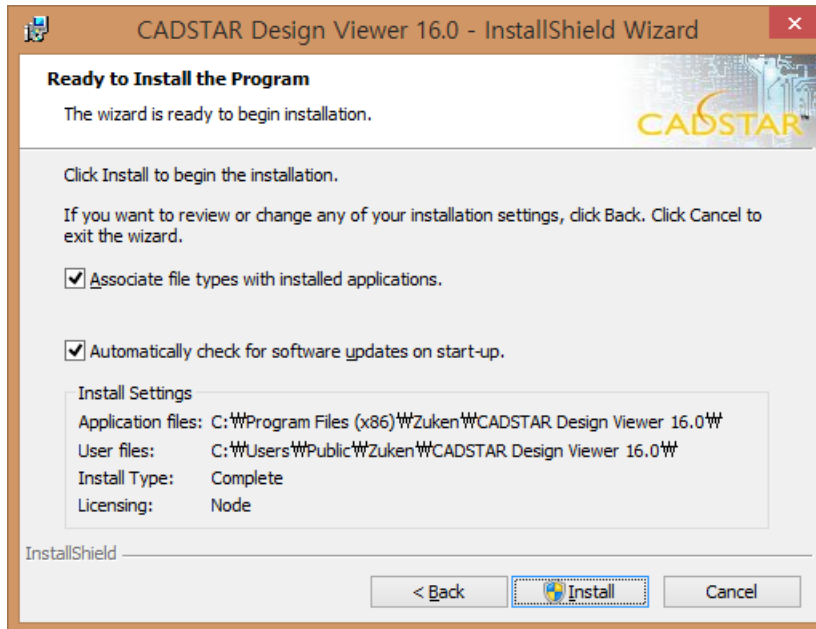 CADSTAR Design Viewer 16.0 - InstallShield Wizard
Ready to Install the Program
The wizard is ready to begin installation.
CADSTAR™
Click Install to begin the installation.
If you want to review or change any of your installation settings, click Back. Click Cancel to
exit the wizard.
Associate file types with installed applications.
Automatically check for software updates on start-up.
Install Settings
Application files: C:₩Program Files (x86)₩Zuken₩CADSTAR Design Viewer 16.0₩
User files: C:₩Users₩Public₩Zuken₩CADSTAR Design Viewer 16.0₩
Install Type: Complete
Licensing: Node
InstallShield
< Back Install Cancel